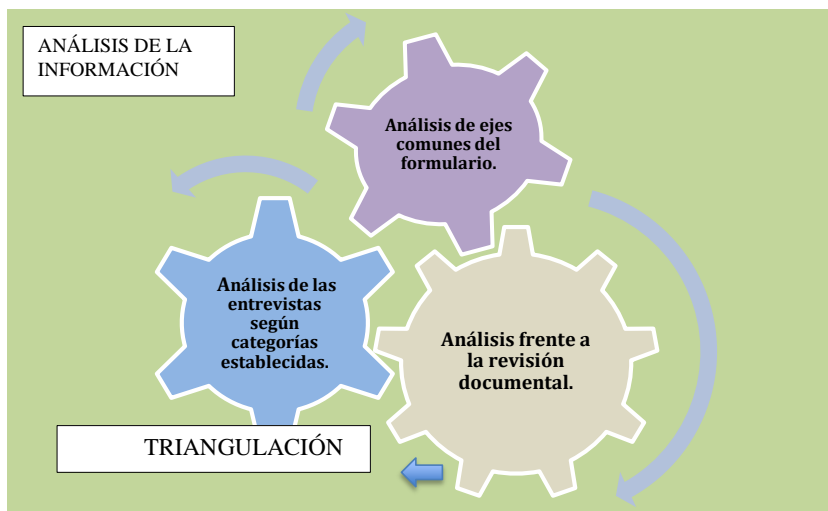 ANÁLISIS DE LA
INFORMACIÓN
Análisis de ejes
comunes del
formulario.
Análisis de las
entrevistas
según
categorías
establecidas.
Análisis frente a
la revisión
documental.
TRIANGULACIÓN